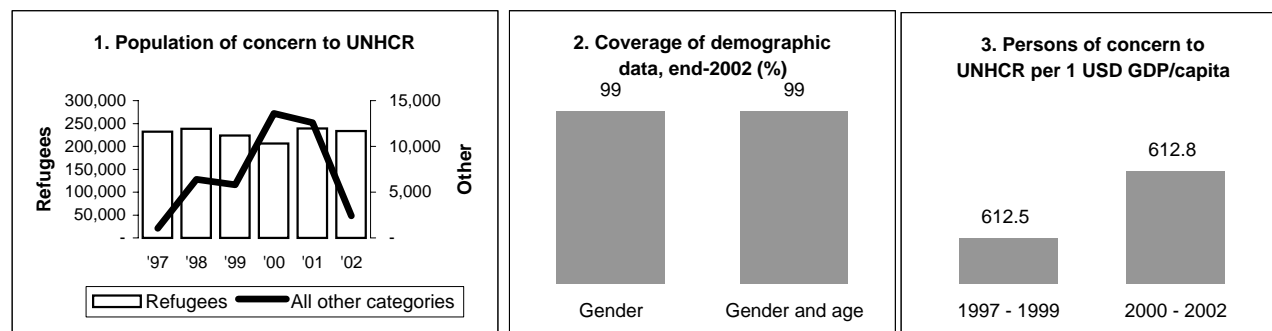 1. Population of concern to UNHCR
300,000
250,000
200,000
150,000
100,000
50,000
-
Refugees
15,000
10,000
5,000
-
Other
'97 '98 '99 '00 '01 '02
Refugees All other categories
2. Coverage of demographic
data, end-2002 (%)
99 99
Gender Gender and age
3. Persons of concern to
UNHCR per 1 USD GDP/capita
612.5
612.8
1997 - 1999 2000 - 2002